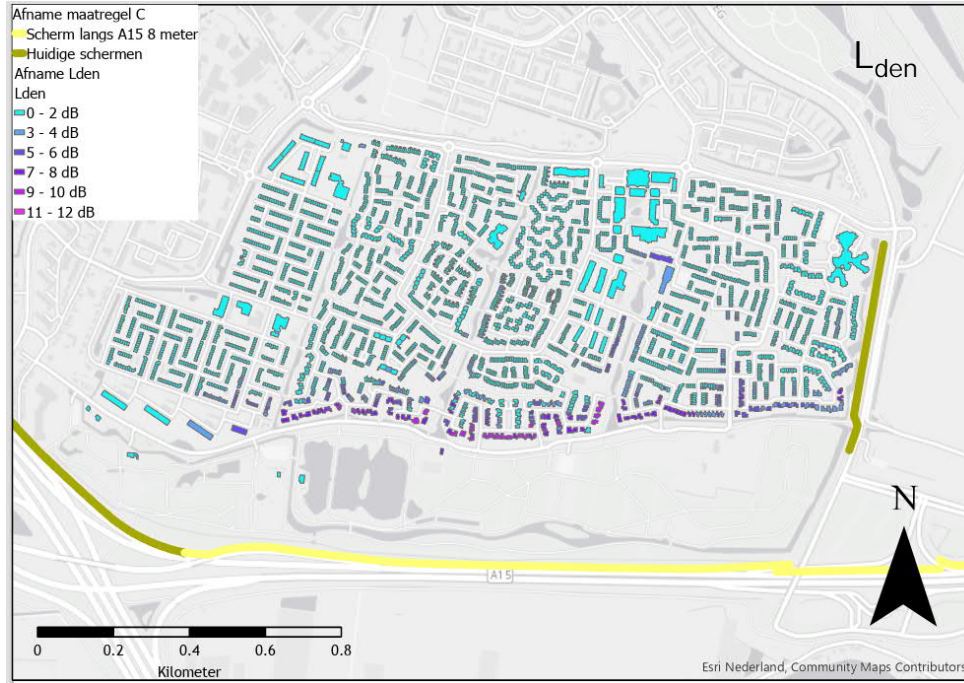 Afname maatregel C
Scherm langs A15 8 meter
Huidige schermen
Afname Lden
Lden
0 - 2 dB
3 - 4 dB
5 - 6 dB
7 - 8 dB
9 - 10 dB
11 - 12 dB
Lden
N
A15
0 0.2 0.4 0.6 0.8
Kilometer
Esri Nederland, Community Maps Contributors